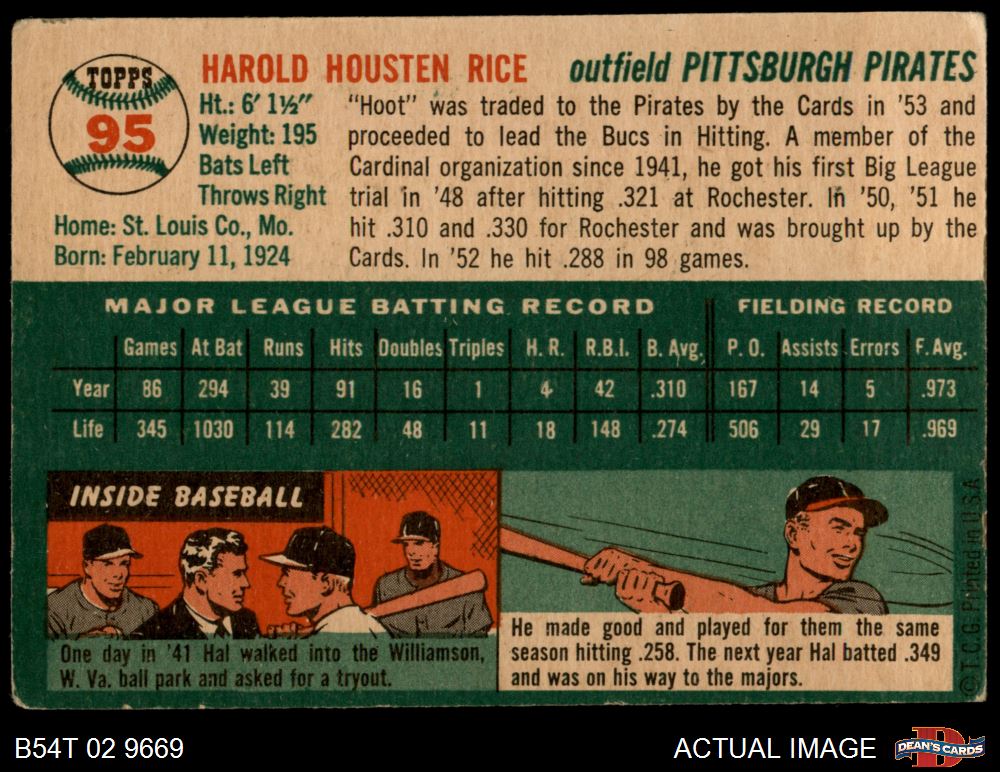 TOPPS
95
HAROLD HOUSTEN RICE outfield PITTSBURGH PIRATES
Ht.: 6' 1½"
Weight: 195
Bats Left
Throws Right
Home: St. Louis Co., Mo.
Born: February 11, 1924
"Hoot" was traded to the Pirates by the Cards in '53 and
proceeded to lead the Bucs in Hitting. A member of the
Cardinal organization since 1941, he got his first Big League
trial in '48 after hitting .321 at Rochester. In '50, '51 he
hit .310 and .330 for Rochester and was brought up by the
Cards. In '52 he hit .288 in 98 games.
MAJOR LEAGUE BATTING RECORD FIELDING RECORD
Games At Bat Runs Hits Doubles Triples H. R. R.B.I. B. Avg. P. O. Assists Errors F. Avg.
Year 86 294 39 91 16 1 4 42 .310 167 14 5 .973
Life 345 1030 114 282 48 11 18 148 .274 506 29 17 .969
INSIDE BASEBALL
One day in '41 Hal walked into the Williamson,
W. Va. ball park and asked for a tryout.
He made good and played for them the same
season hitting .258. The next year Hal batted .349
and was on his way to the majors.
© T.C.G. Printed in U.S.A
B54T 02 9669
ACTUAL IMAGE
DEAN'S CARDS